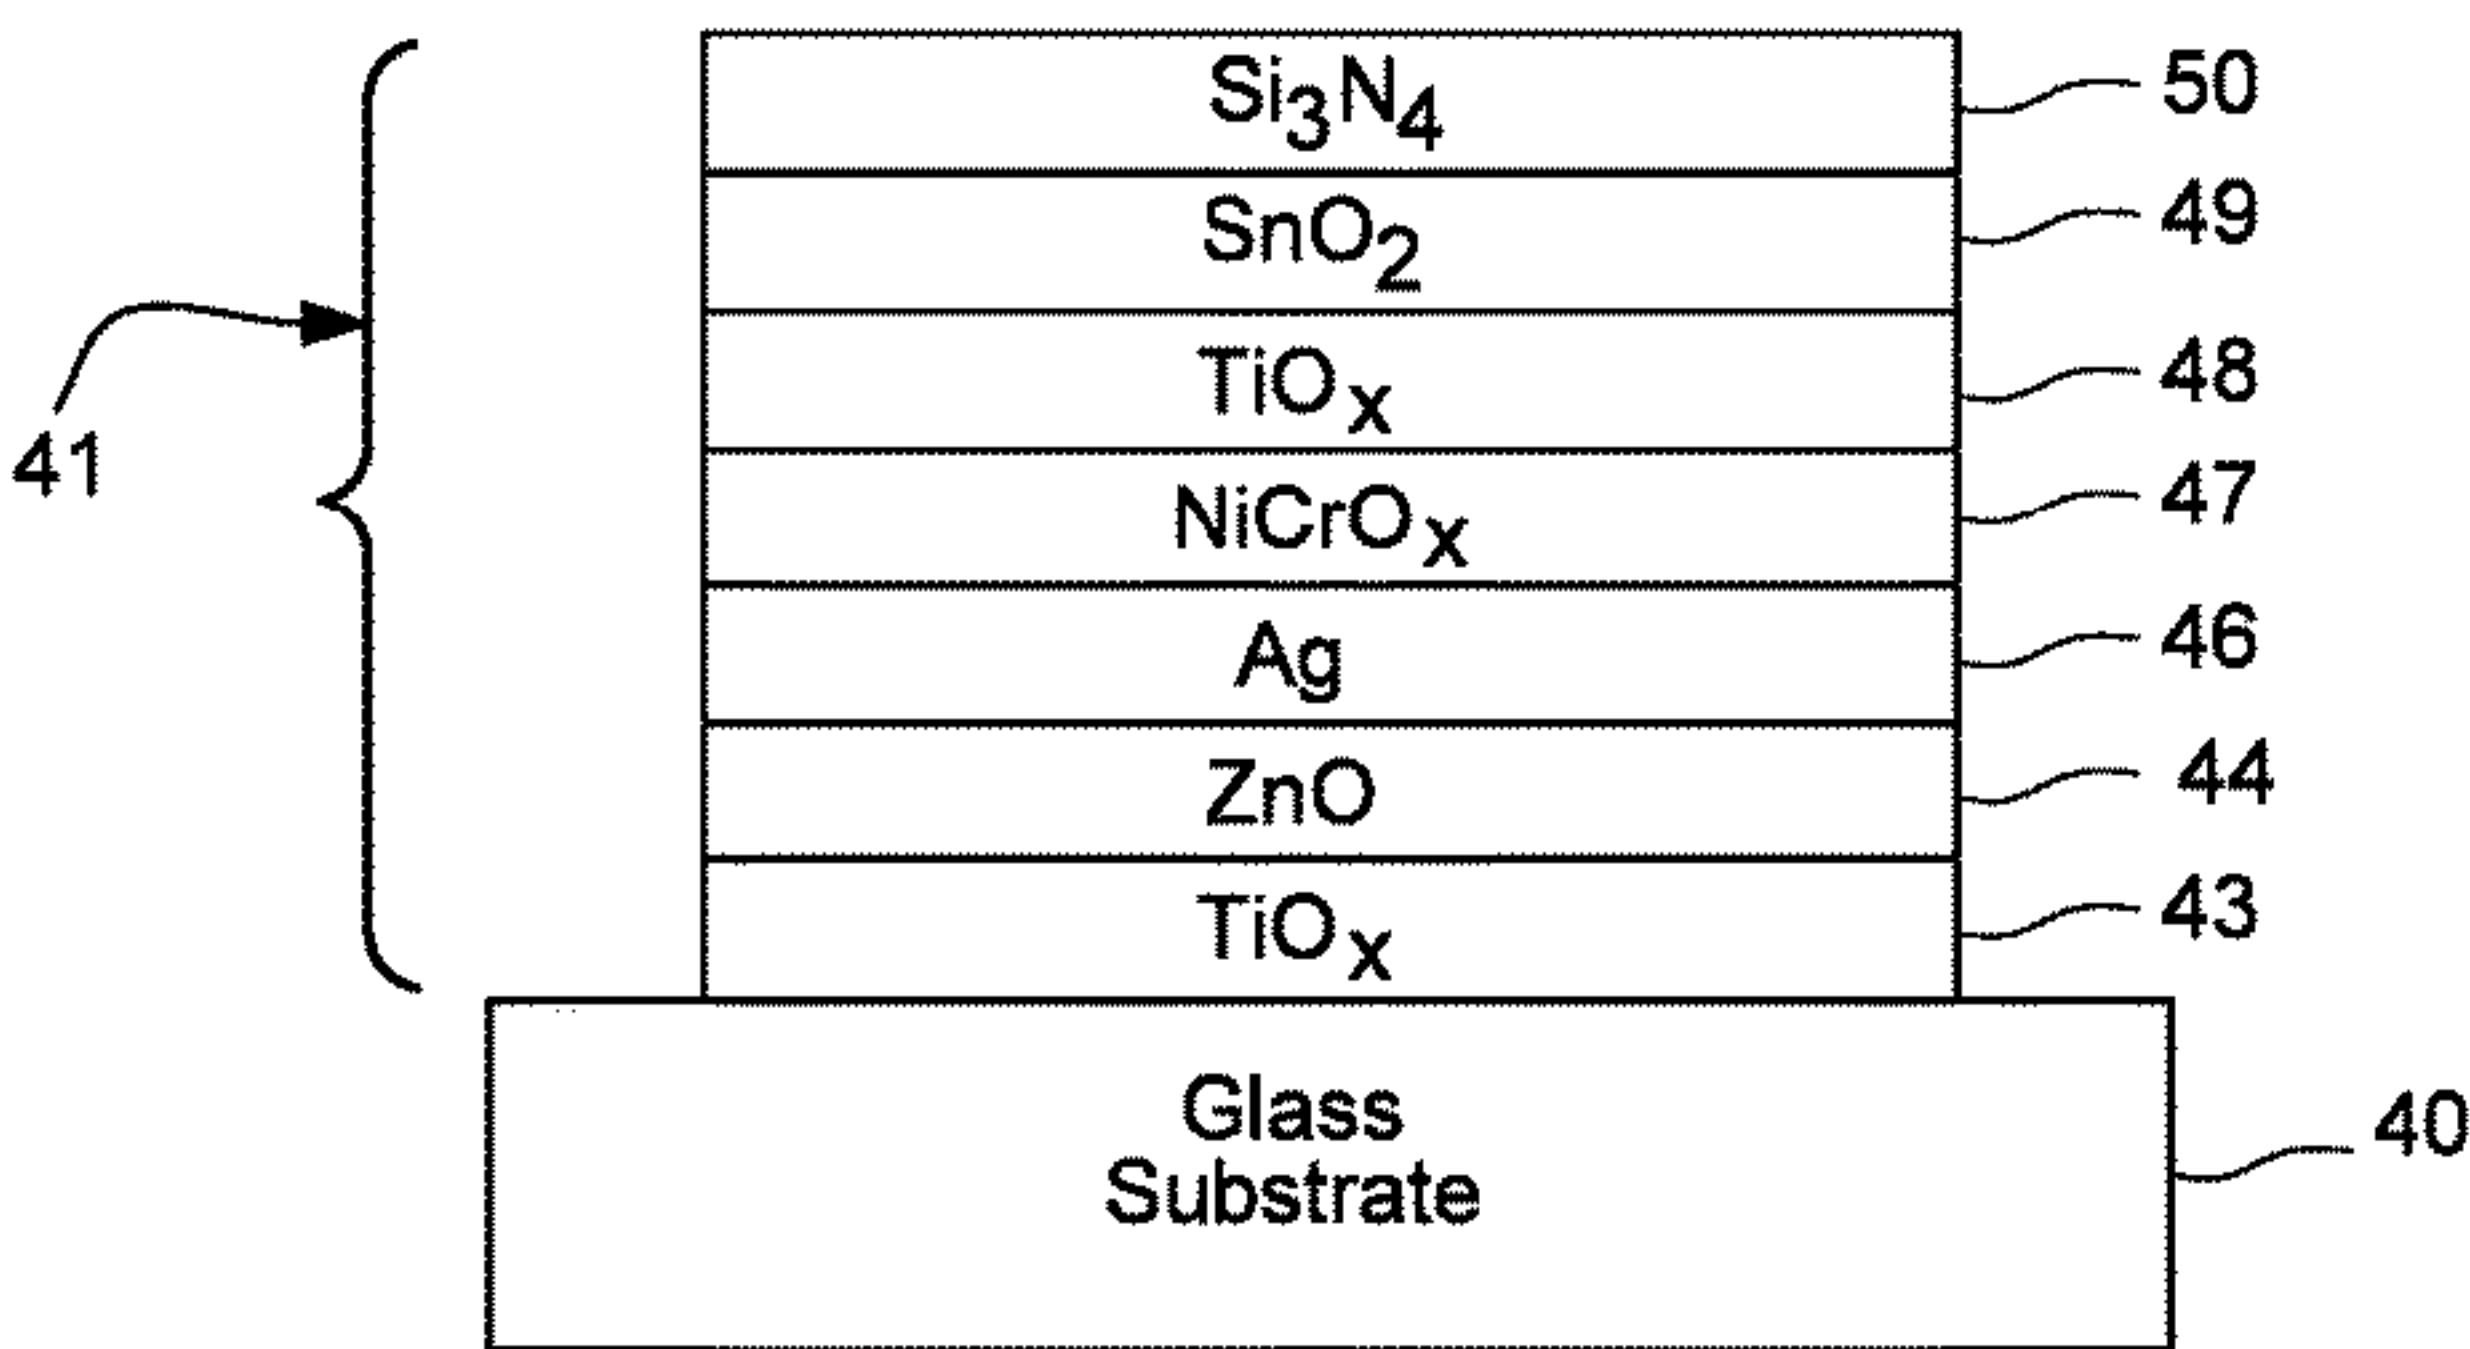 Si₃N₄ 50
SnO₂ 49
TiOₓ 48
41
NiCrOₓ 47
Ag 46
ZnO 44
TiOₓ 43
Glass
Substrate
40